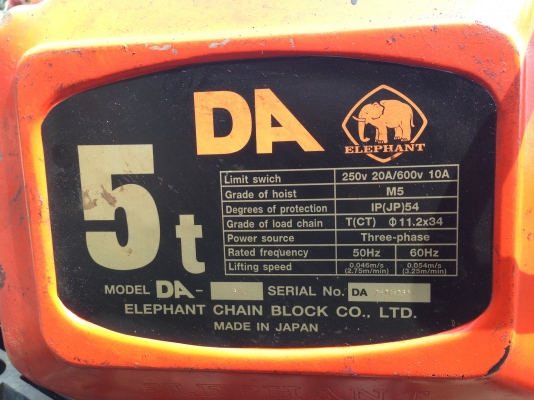 DA
ELEPHANT
5t
Limit swich 250v 20A/600v 10A
Grade of hoist M5
Degrees of protection IP(JP)54
Grade of load chain T(CT) Φ11.2x34
Power source Three-phase
Rated frequency 50Hz 60Hz
Lifting speed 0.046m/s (2.75m/min) 0.054m/s (3.25m/min)
MODEL DA- SERIAL No. DA
ELEPHANT CHAIN BLOCK CO., LTD.
MADE IN JAPAN